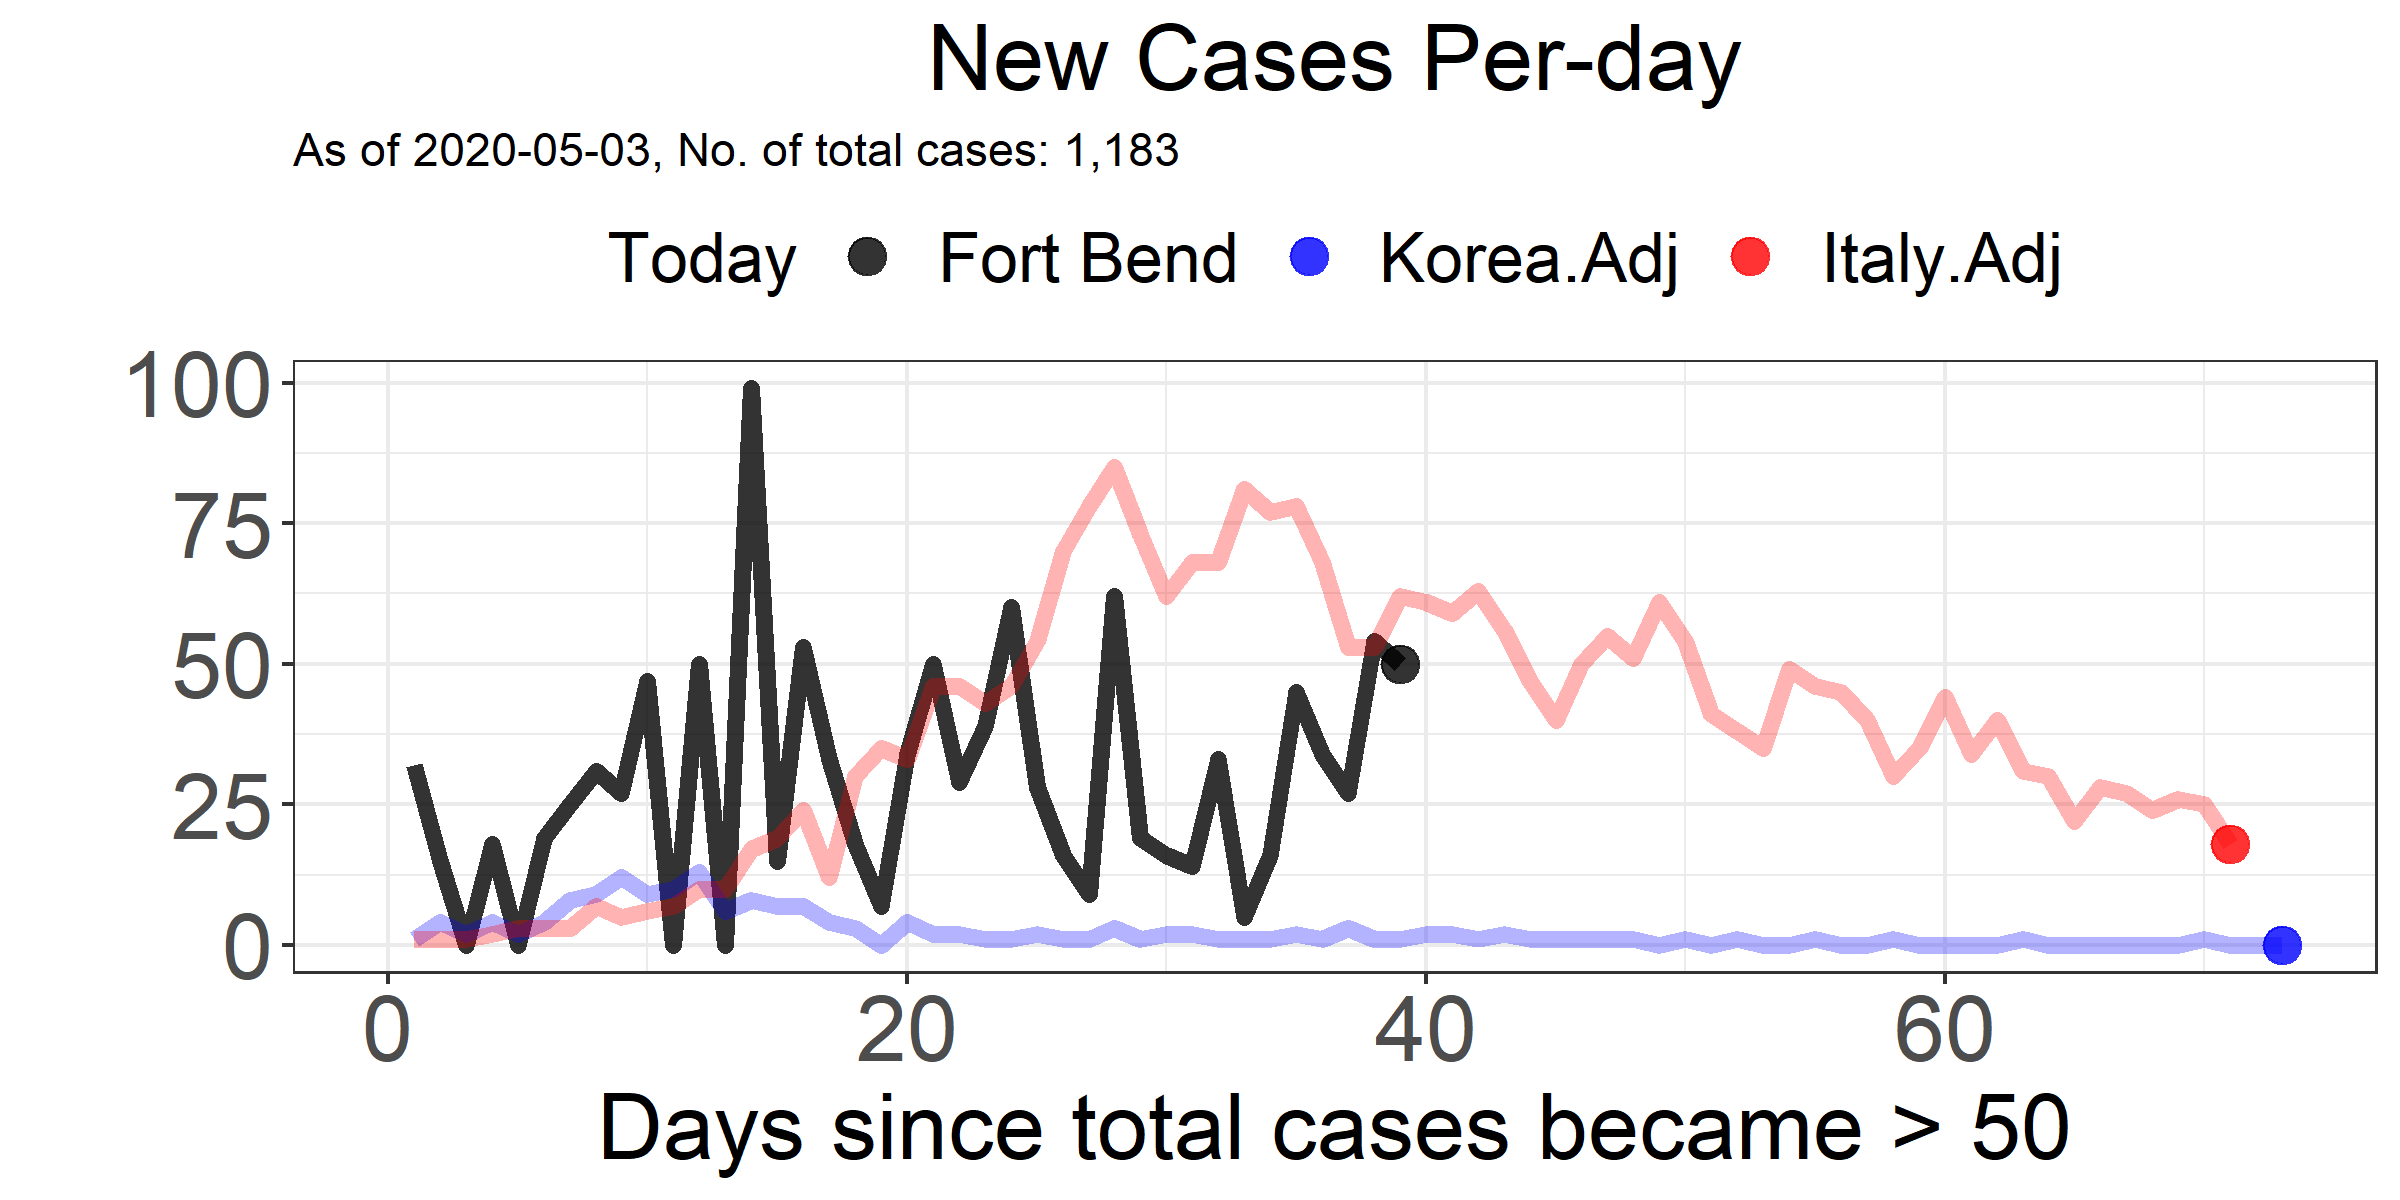 New Cases Per-day
As of 2020-05-03, No. of total cases: 1,183
Today Fort Bend Korea.Adj Italy.Adj
100
75
50
25
0
0 20 40 60
Days since total cases became > 50